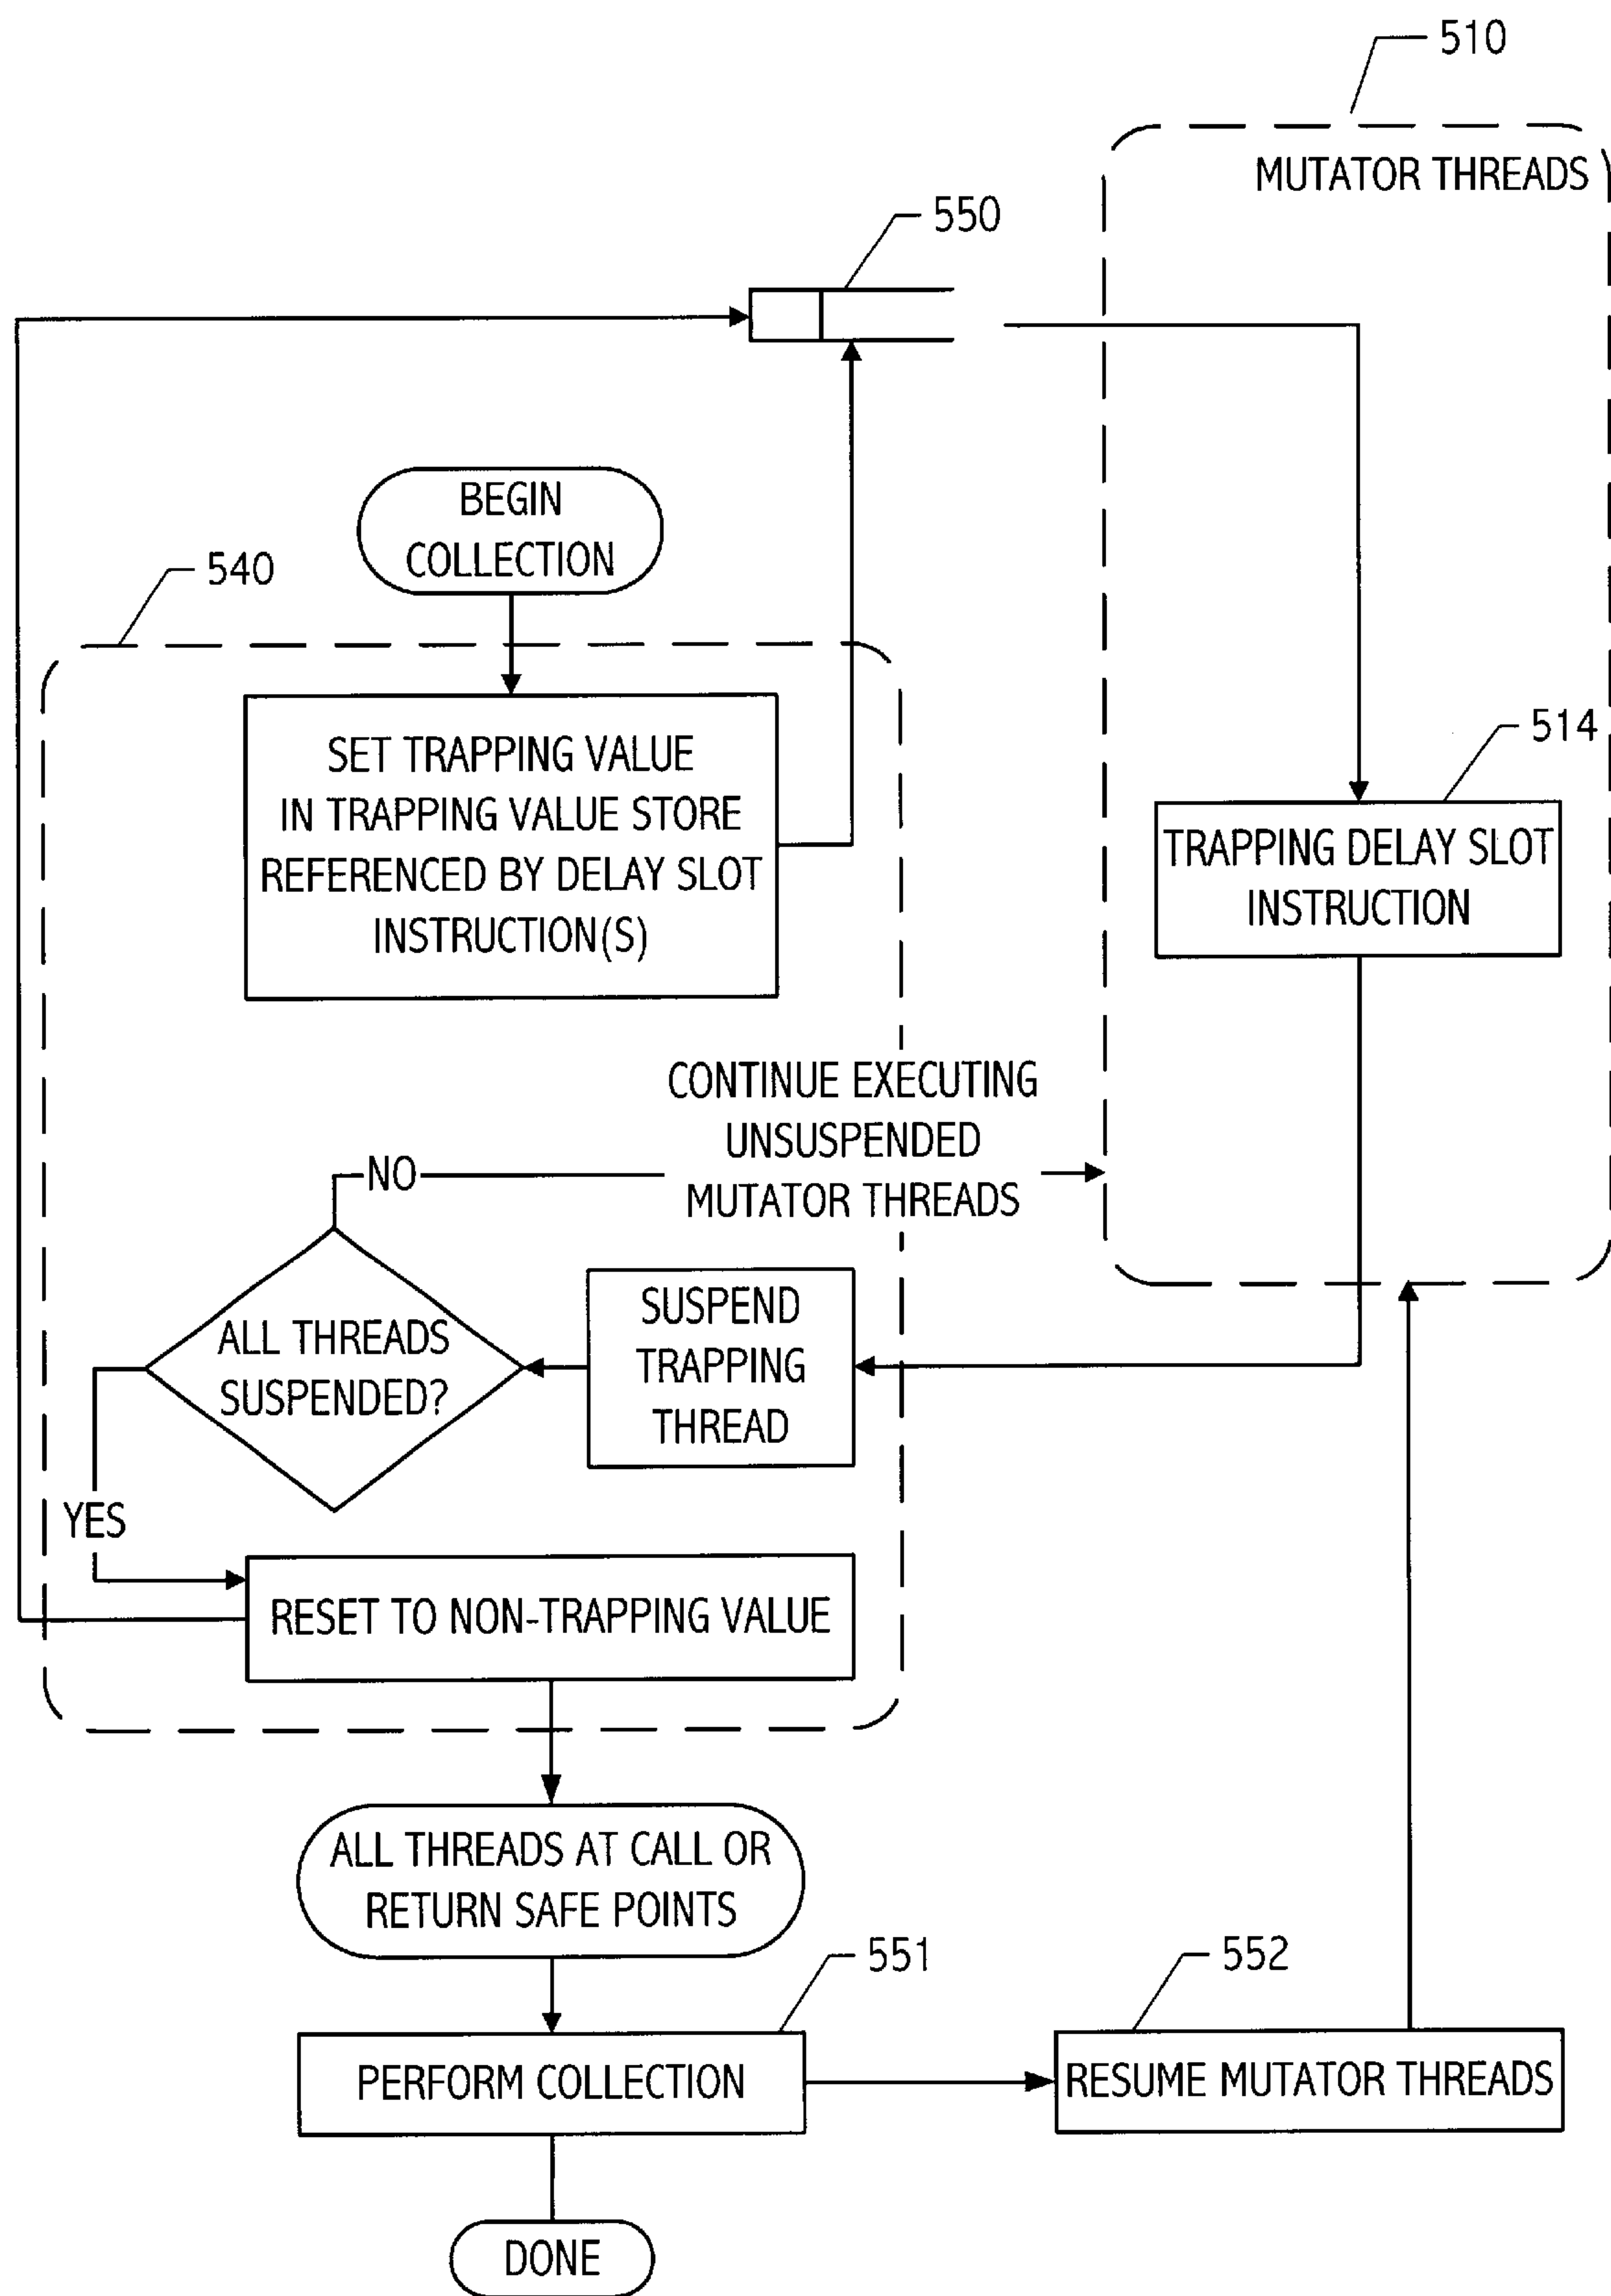 510
MUTATOR THREADS
550
BEGIN
COLLECTION
540
SET TRAPPING VALUE
IN TRAPPING VALUE STORE
REFERENCED BY DELAY SLOT
INSTRUCTION(S)
514
TRAPPING DELAY SLOT
INSTRUCTION
CONTINUE EXECUTING
UNSUSPENDED
MUTATOR THREADS
NO
ALL THREADS
SUSPENDED?
SUSPEND
TRAPPING
THREAD
YES
RESET TO NON-TRAPPING VALUE
ALL THREADS AT CALL OR
RETURN SAFE POINTS
551
552
PERFORM COLLECTION
RESUME MUTATOR THREADS
DONE